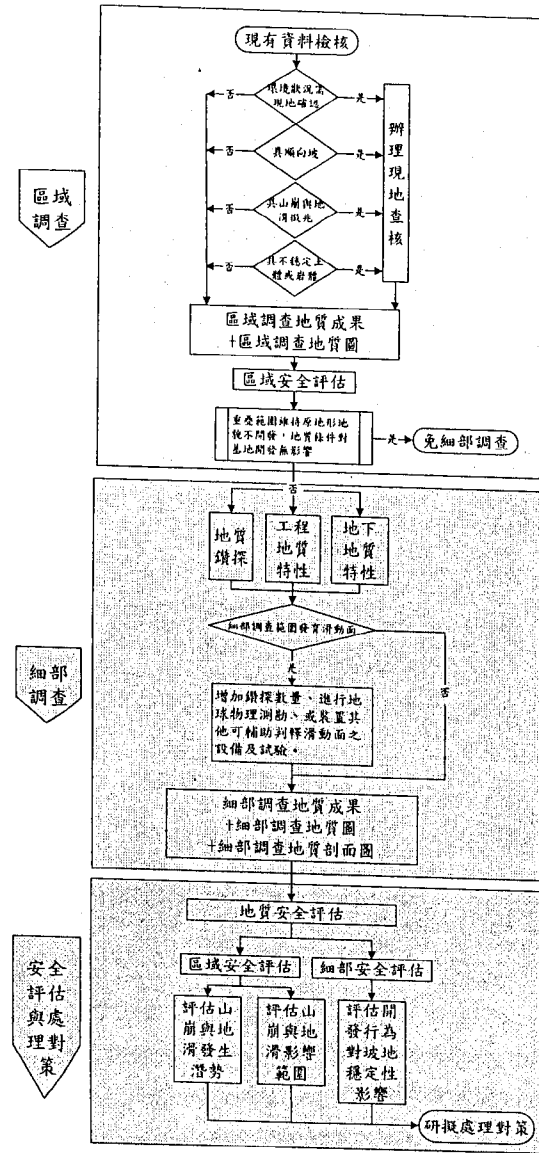 現有資料檢核
環境狀況需
現地確認
否
是
具順向坡
否
是
辦理現地查核
區域
調查
具山崩與地
滑徵兆
否
是
具不穩定土
體或岩體
否
是
區域調查地質成果
+區域調查地質圖
區域安全評估
重疊範圍維持原地形地
貌不開發,地質條件對
基地開發無影響
是
免細部調查
否
地質
鑽探
工程
地質
特性
地下
地質
特性
細部調查範圍發育滑動面
是
否
細部
調查
增加鑽探數量、進行地
球物理測勘、或裝置其
他可輔助判釋滑動面之
設備及試驗。
細部調查地質成果
+細部調查地質圖
+細部調查地質剖面圖
地質安全評估
安全
評估
與處
理對
策
區域安全評估
細部安全評估
評估山
崩與地
滑發生
潛勢
評估山
崩與地
滑影響
範圍
評估開
發行為
對坡地
穩定性
影響
研擬處理對策